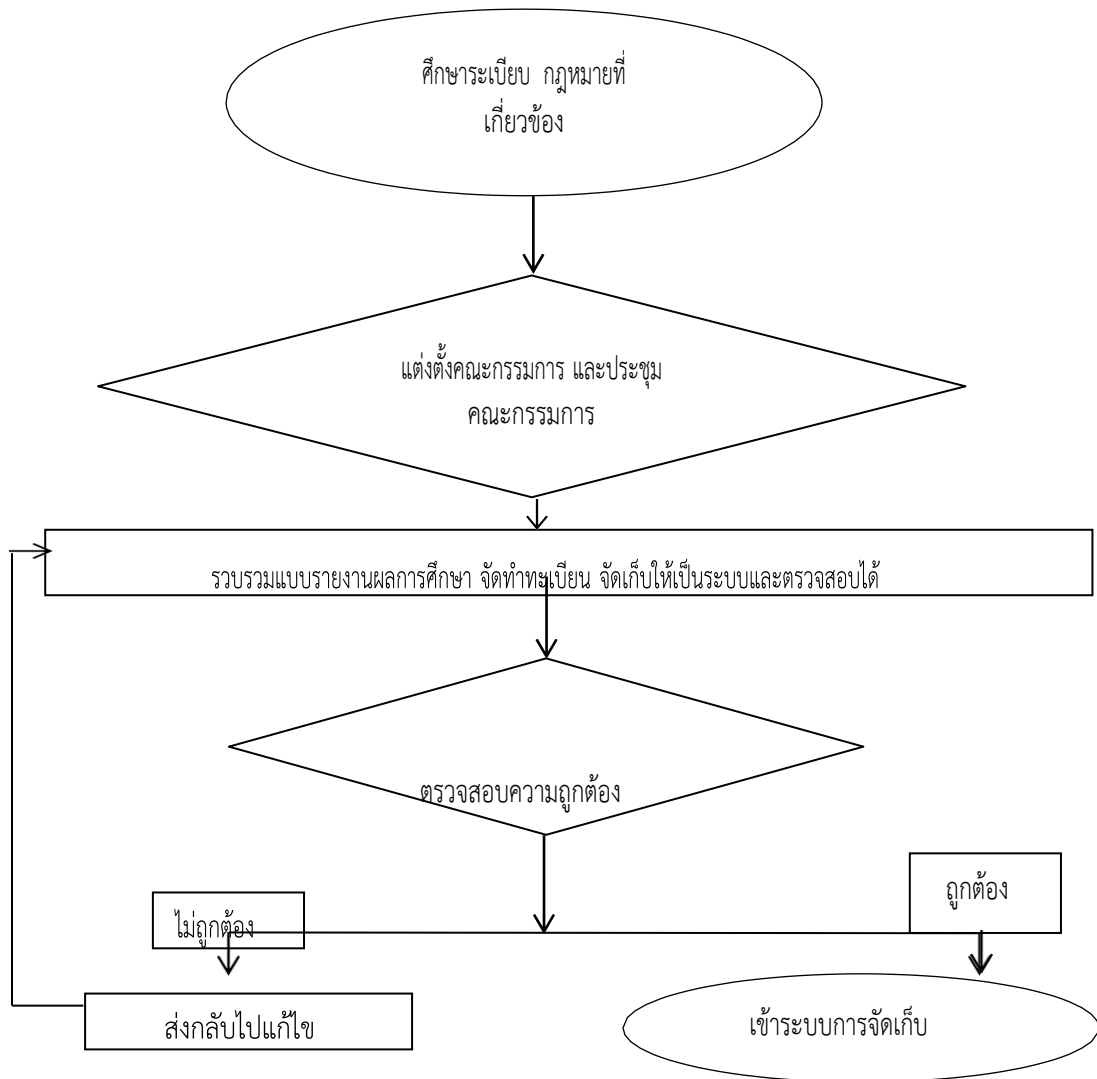 ศึกษาระเบียบ กฎหมายที่
เกี่ยวข้อง
แต่งตั้งคณะกรรมการ และประชุม
คณะกรรมการ
รวบรวมแบบรายงานผลการศึกษา จัดทำทะเบียน จัดเก็บให้เป็นระบบและตรวจสอบได้
ตรวจสอบความถูกต้อง
ถูกต้อง
ไม่ถูกต้อง
ส่งกลับไปแก้ไข
เข้าระบบการจัดเก็บ